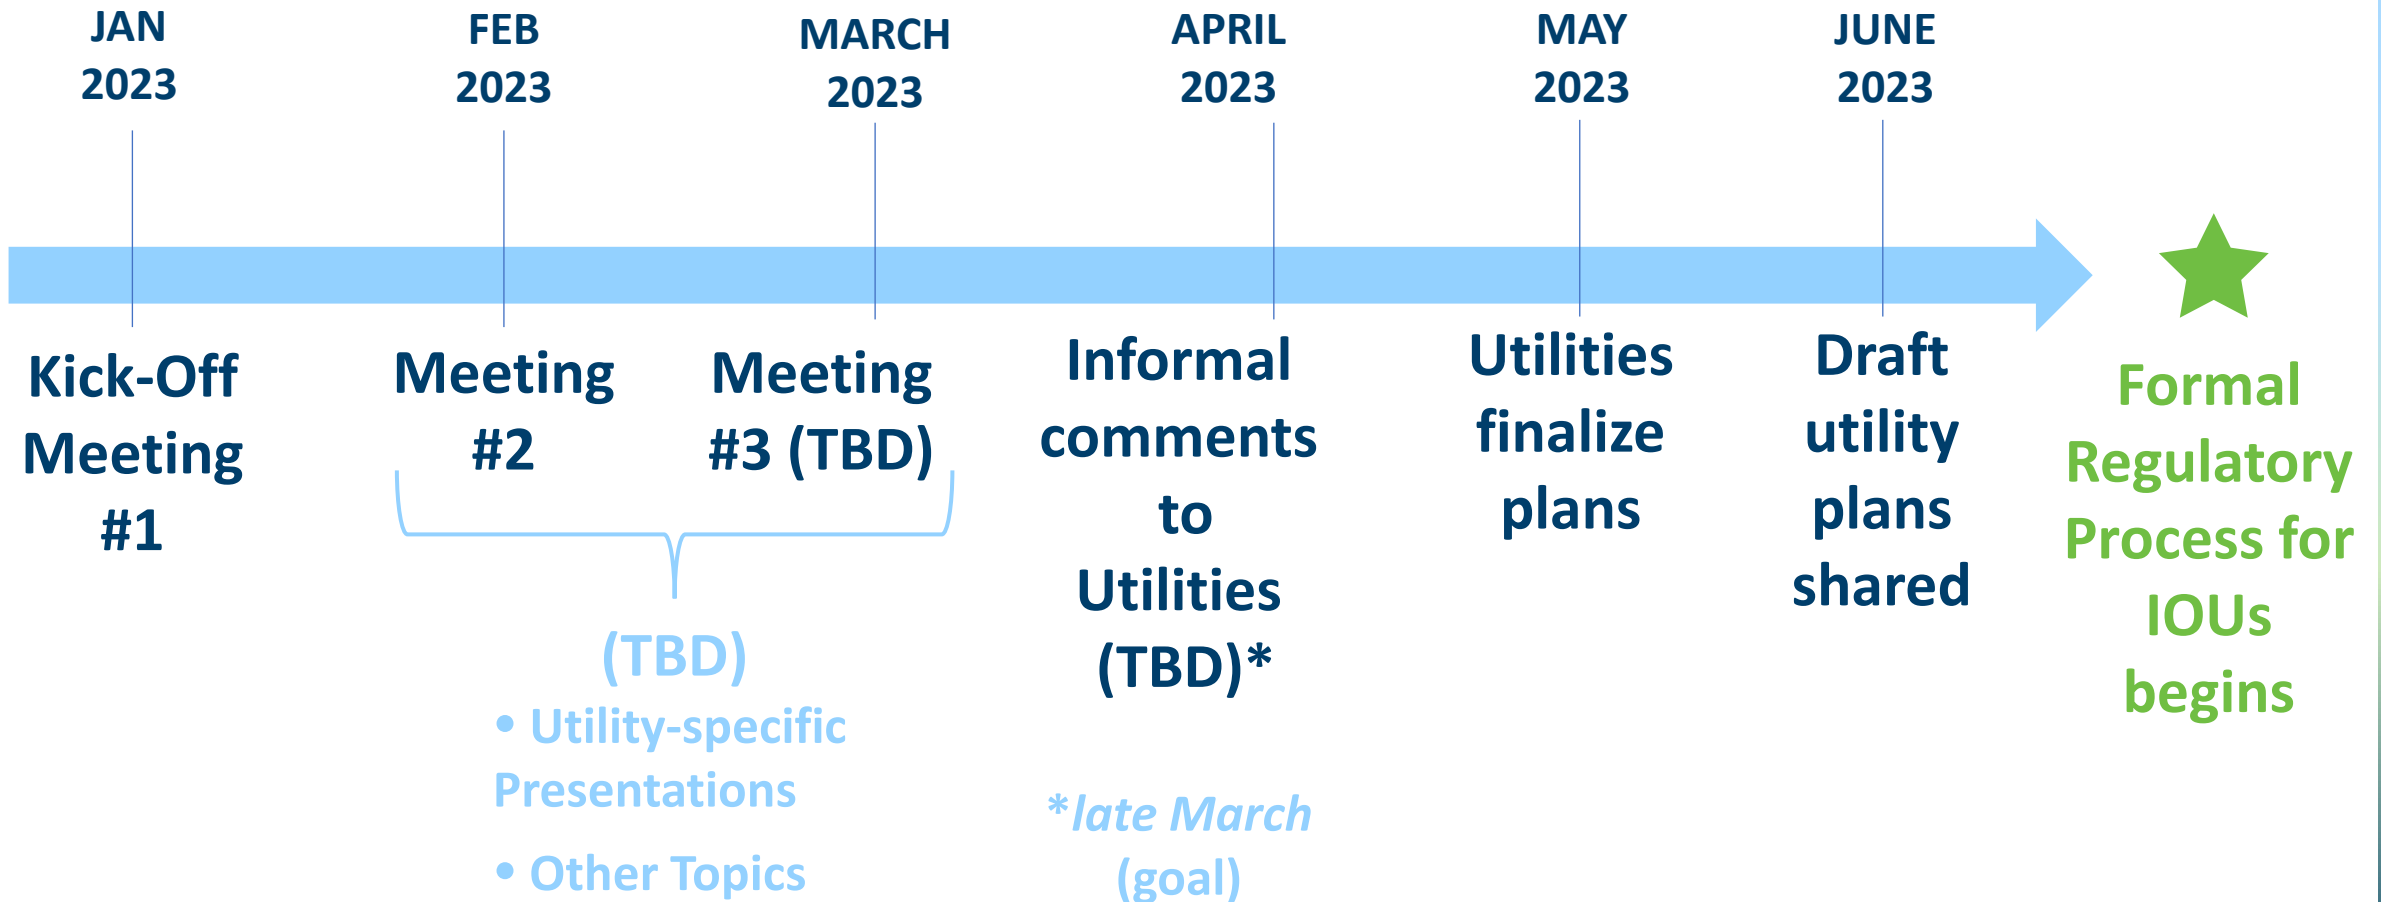 JAN
2023
FEB
2023
MARCH
2023
APRIL
2023
MAY
2023
JUNE
2023
Kick-Off
Meeting
#1
Meeting
#2
Meeting
#3 (TBD)
(TBD)
• Utility-specific
Presentations
• Other Topics
Informal
comments
to
Utilities
(TBD)*
*late March
(goal)
Utilities
finalize
plans
Draft
utility
plans
shared
Formal
Regulatory
Process for
IOUs
begins